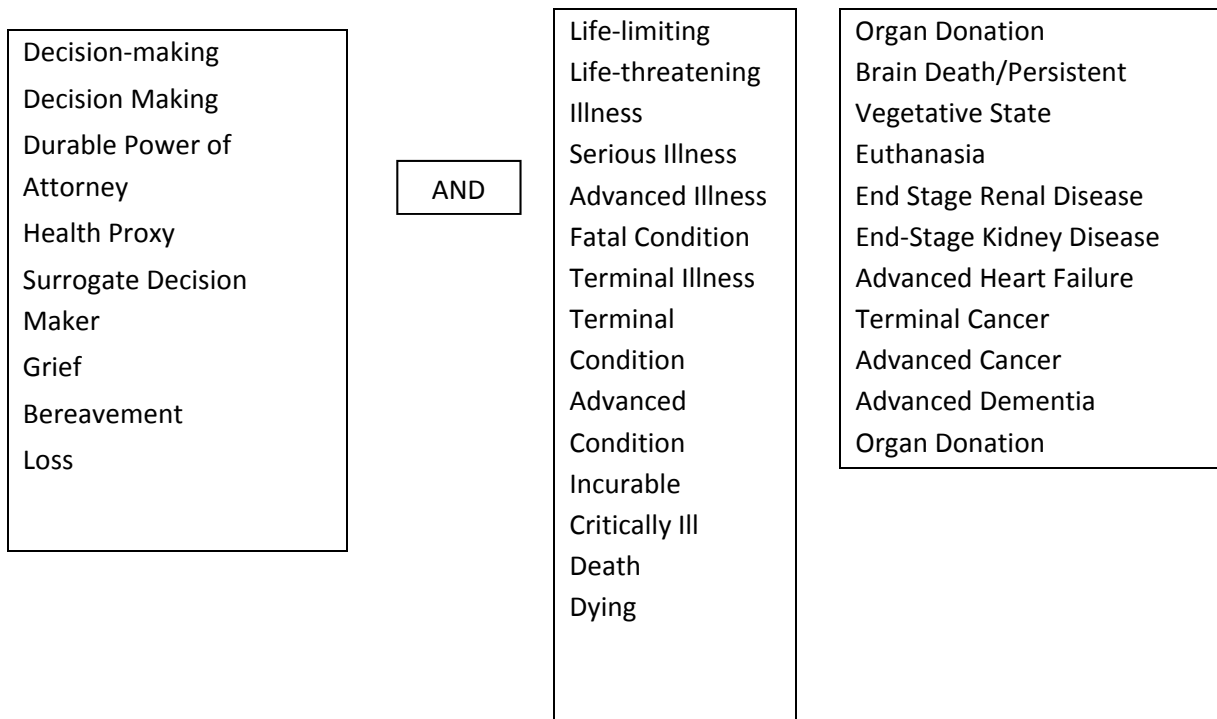 Decision-making
Decision Making
Durable Power of
Attorney
Health Proxy
Surrogate Decision
Maker
Grief
Bereavement
Loss
AND
Life-limiting
Life-threatening
Illness
Serious Illness
Advanced Illness
Fatal Condition
Terminal Illness
Terminal
Condition
Advanced
Condition
Incurable
Critically Ill
Death
Dying
Organ Donation
Brain Death/Persistent
Vegetative State
Euthanasia
End Stage Renal Disease
End-Stage Kidney Disease
Advanced Heart Failure
Terminal Cancer
Advanced Cancer
Advanced Dementia
Organ Donation